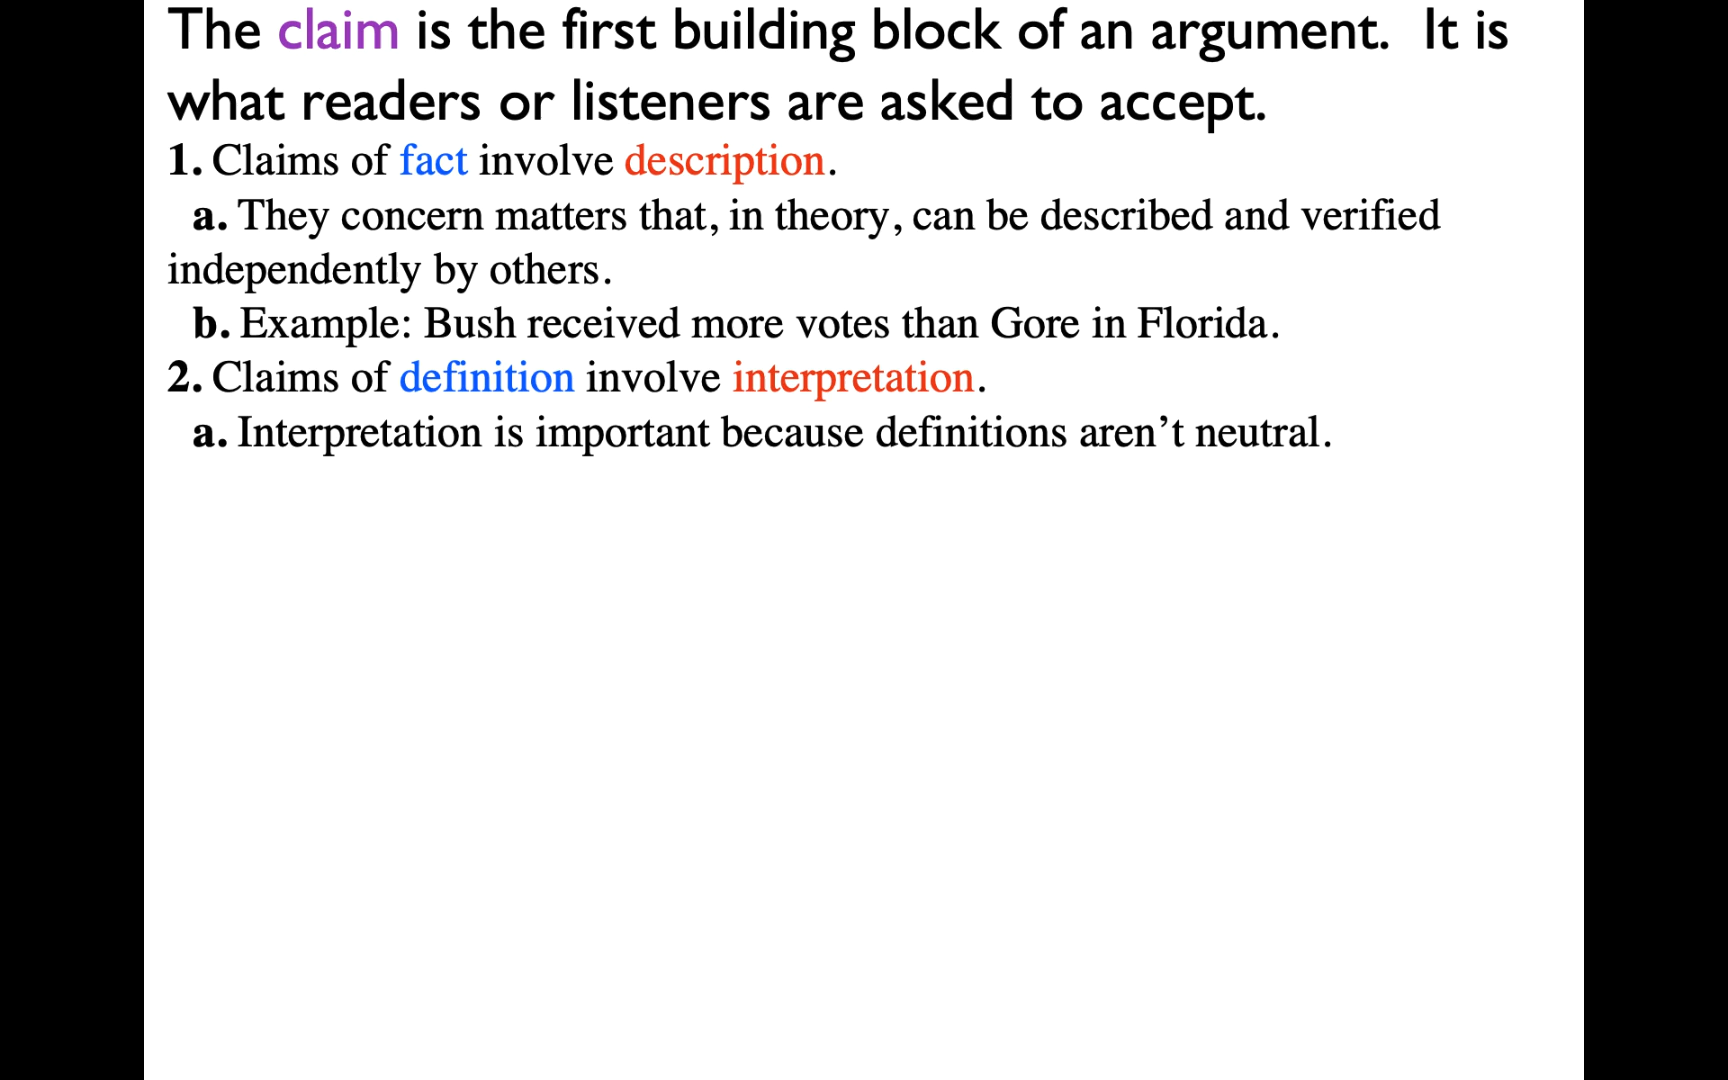 The claim is the first building block of an argument.  It is
what readers or listeners are asked to accept.
1. Claims of fact involve description.
a. They concern matters that, in theory, can be described and verified
independently by others.
b. Example: Bush received more votes than Gore in Florida.
2. Claims of definition involve interpretation.
a. Interpretation is important because definitions aren’t neutral.